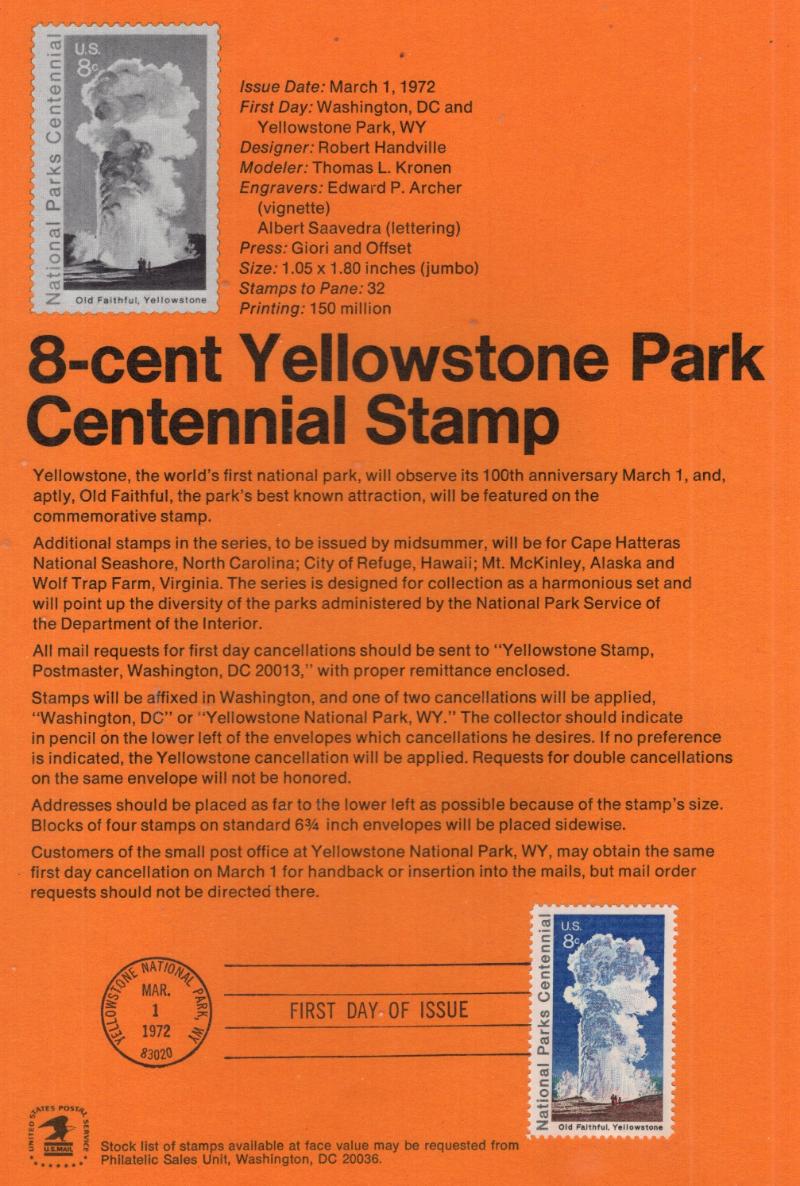 National Parks Centennial
U.S.
8c
Old Faithful, Yellowstone
Issue Date: March 1, 1972
First Day: Washington, DC and
Yellowstone Park, WY
Designer: Robert Handville
Modeler: Thomas L. Kronen
Engravers: Edward P. Archer
(vignette)
Albert Saavedra (lettering)
Press: Giori and Offset
Size: 1.05 x 1.80 inches (jumbo)
Stamps to Pane: 32
Printing: 150 million
8-cent Yellowstone Park
Centennial Stamp
Yellowstone, the world's first national park, will observe its 100th anniversary March 1, and,
aptly, Old Faithful, the park's best known attraction, will be featured on the
commemorative stamp.
Additional stamps in the series, to be issued by midsummer, will be for Cape Hatteras
National Seashore, North Carolina; City of Refuge, Hawaii; Mt. McKinley, Alaska and
Wolf Trap Farm, Virginia. The series is designed for collection as a harmonious set and
will point up the diversity of the parks administered by the National Park Service of
the Department of the Interior.
All mail requests for first day cancellations should be sent to "Yellowstone Stamp,
Postmaster, Washington, DC 20013," with proper remittance enclosed.
Stamps will be affixed in Washington, and one of two cancellations will be applied,
"Washington, DC" or "Yellowstone National Park, WY." The collector should indicate
in pencil on the lower left of the envelopes which cancellations he desires. If no preference
is indicated, the Yellowstone cancellation will be applied. Requests for double cancellations
on the same envelope will not be honored.
Addresses should be placed as far to the lower left as possible because of the stamp's size.
Blocks of four stamps on standard 6¾ inch envelopes will be placed sidewise.
Customers of the small post office at Yellowstone National Park, WY, may obtain the same
first day cancellation on March 1 for handback or insertion into the mails, but mail order
requests should not be directed there.
YELLOWSTONE NATIONAL PARK, WY
MAR.
1
1972
83020
FIRST DAY OF ISSUE
National Parks Centennial
U.S.
8c
Old Faithful, Yellowstone
UNITED STATES POSTAL SERVICE
U.S.MAIL
Stock list of stamps available at face value may be requested from
Philatelic Sales Unit, Washington, DC 20036.